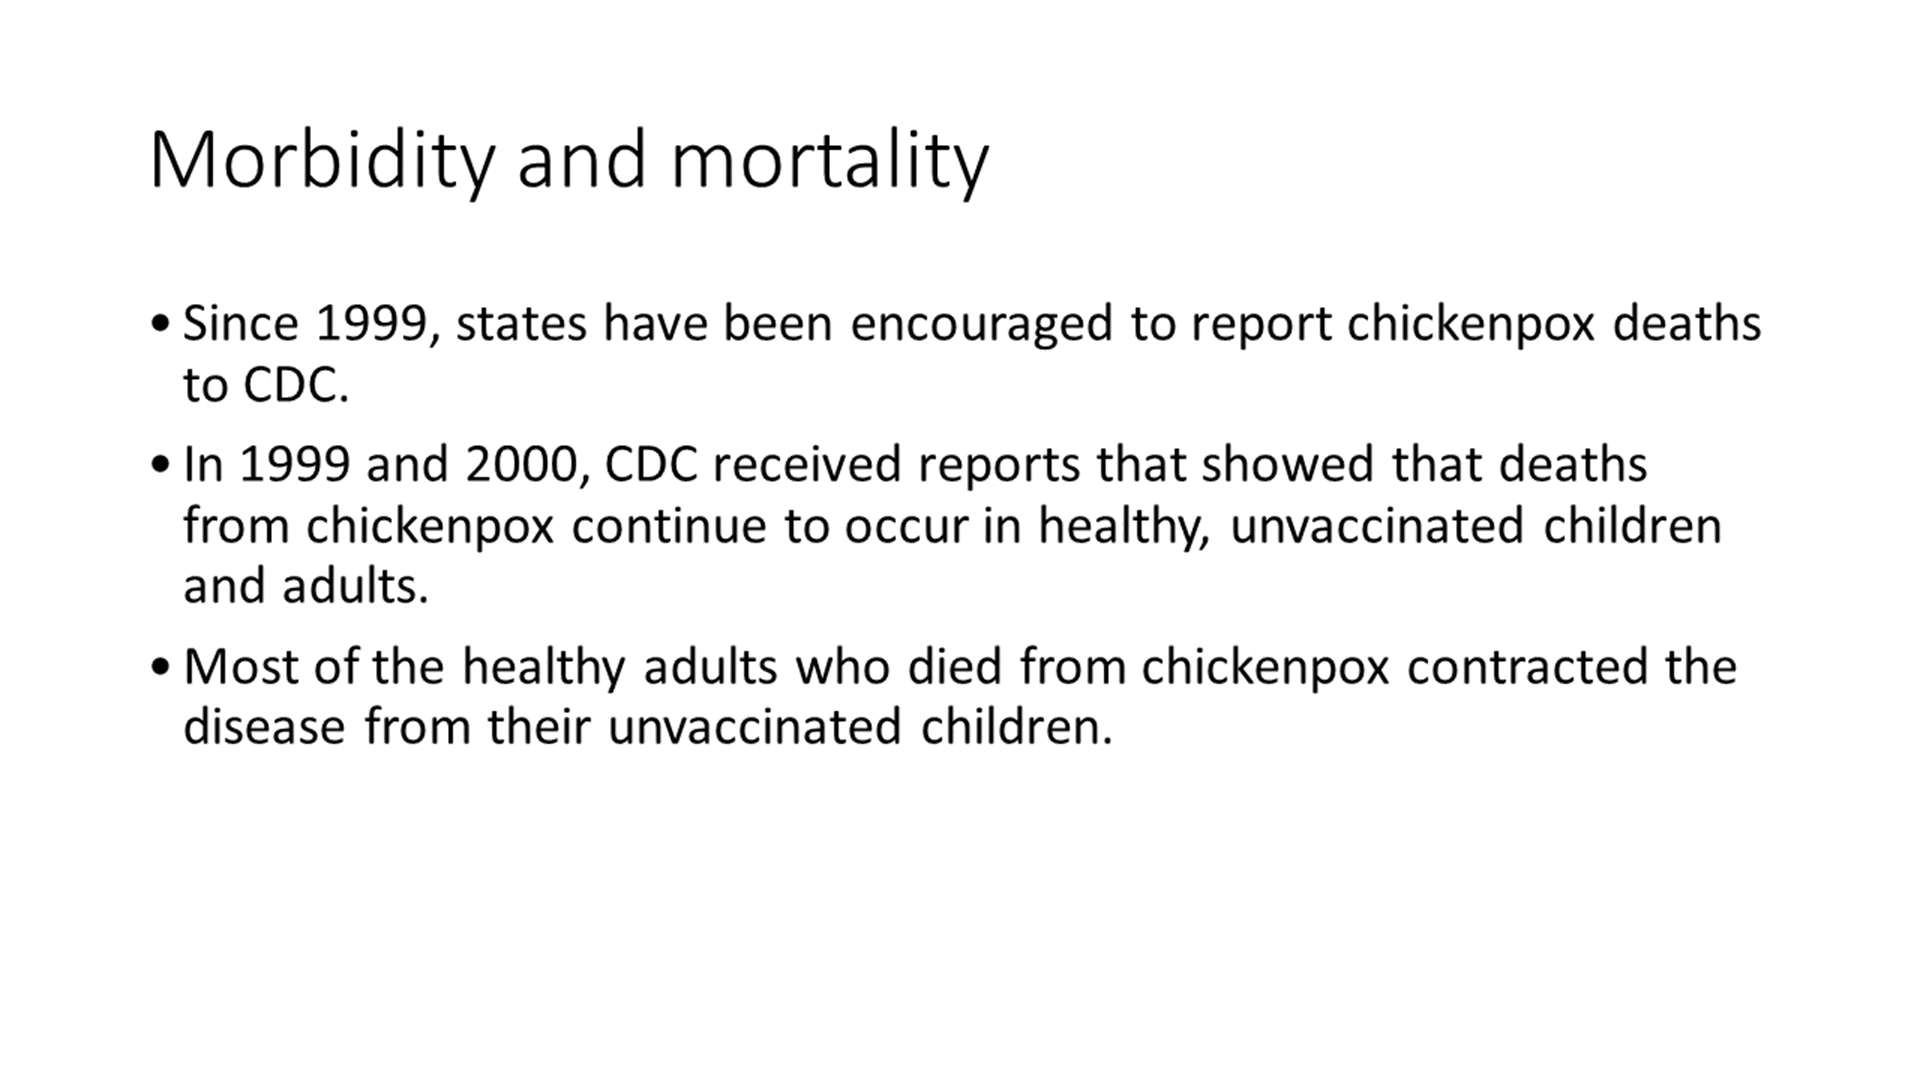 Morbidity and mortality
• Since 1999, states have been encouraged to report chickenpox deaths
to CDC.
• In 1999 and 2000, CDC received reports that showed that deaths
from chickenpox continue to occur in healthy, unvaccinated children
and adults.
• Most of the healthy adults who died from chickenpox contracted the
disease from their unvaccinated children.